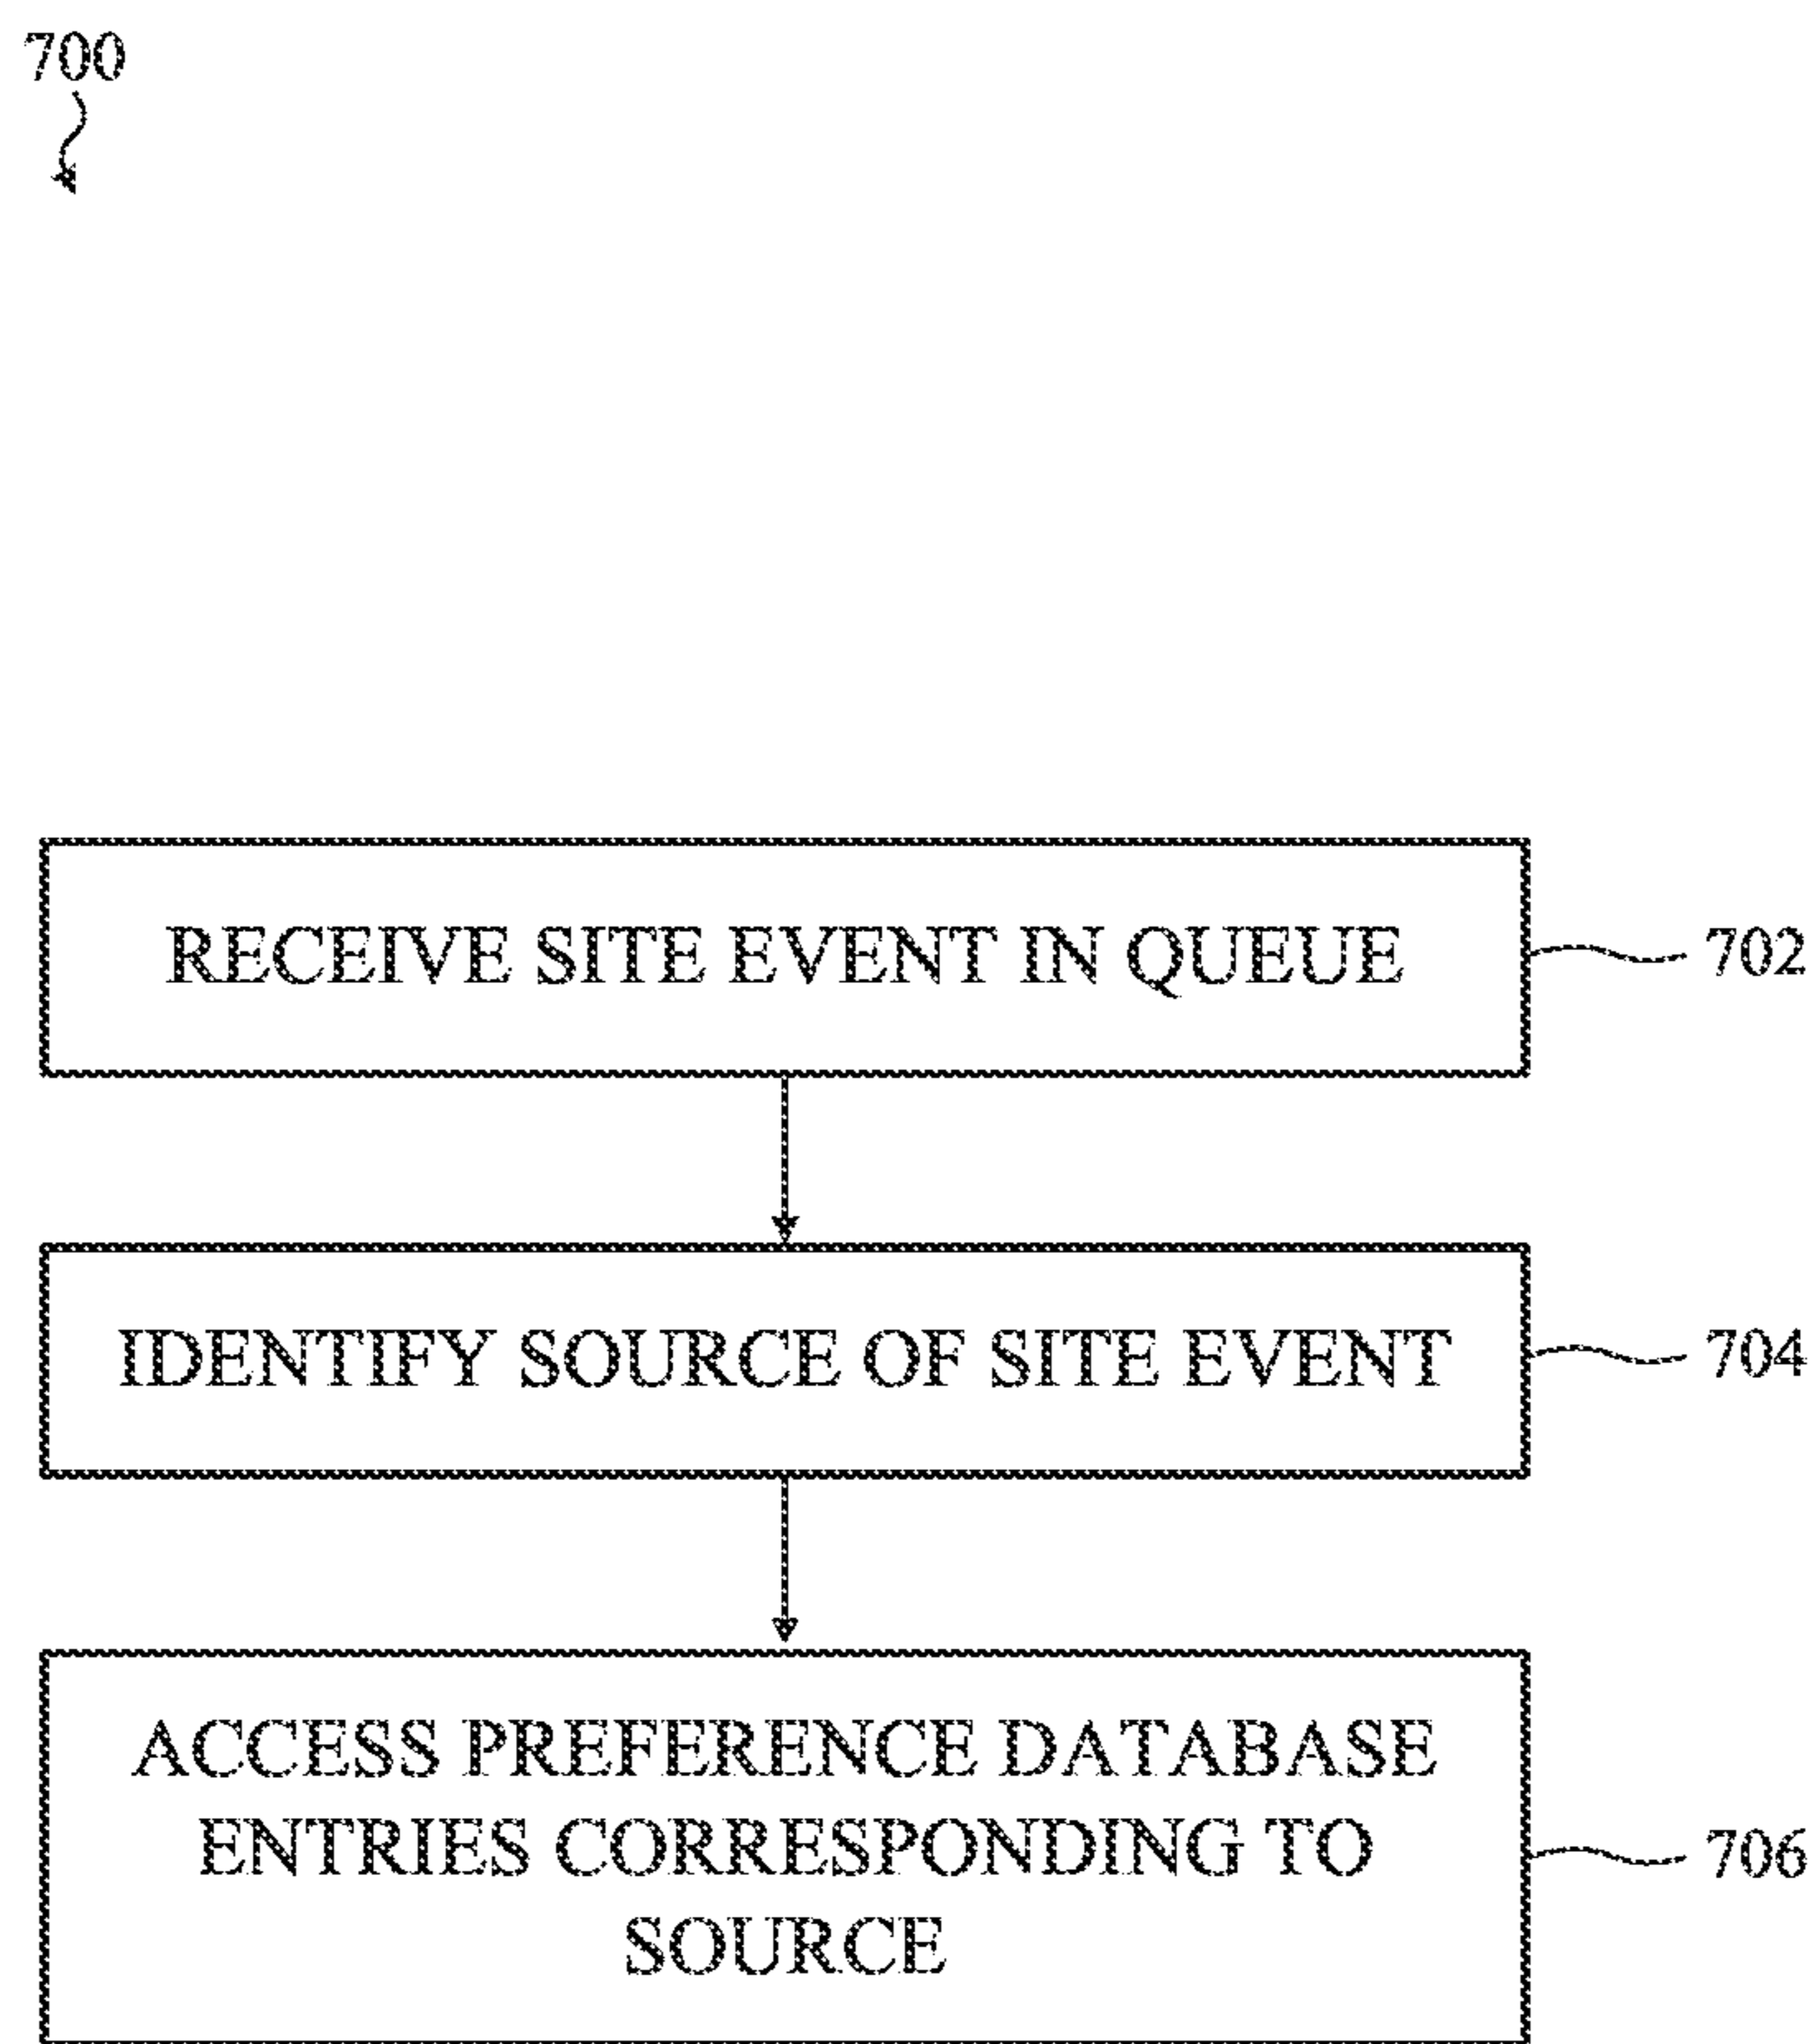 700
RECEIVE SITE EVENT IN QUEUE
702
IDENTIFY SOURCE OF SITE EVENT
704
ACCESS PREFERENCE DATABASE
ENTRIES CORRESPONDING TO
SOURCE
706